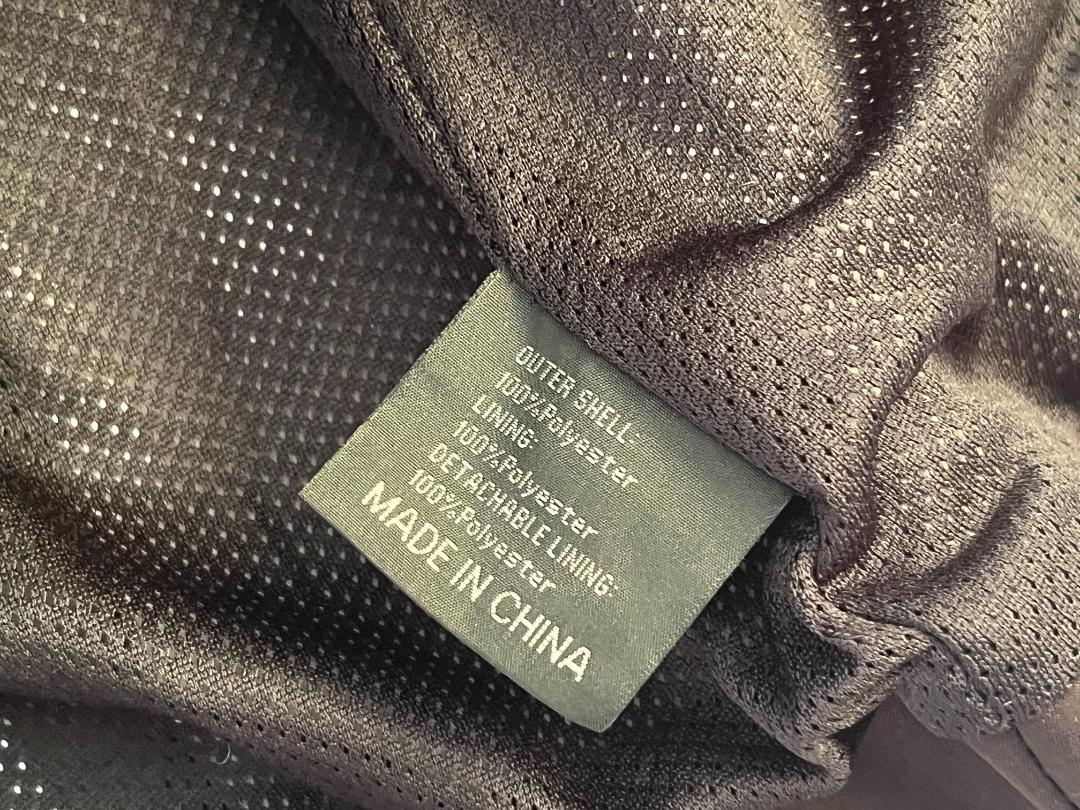 OUTER SHELL:
100%Polyester
LINING:
100%Polyester
DETACHABLE LINING:
100%Polyester
MADE IN CHINA